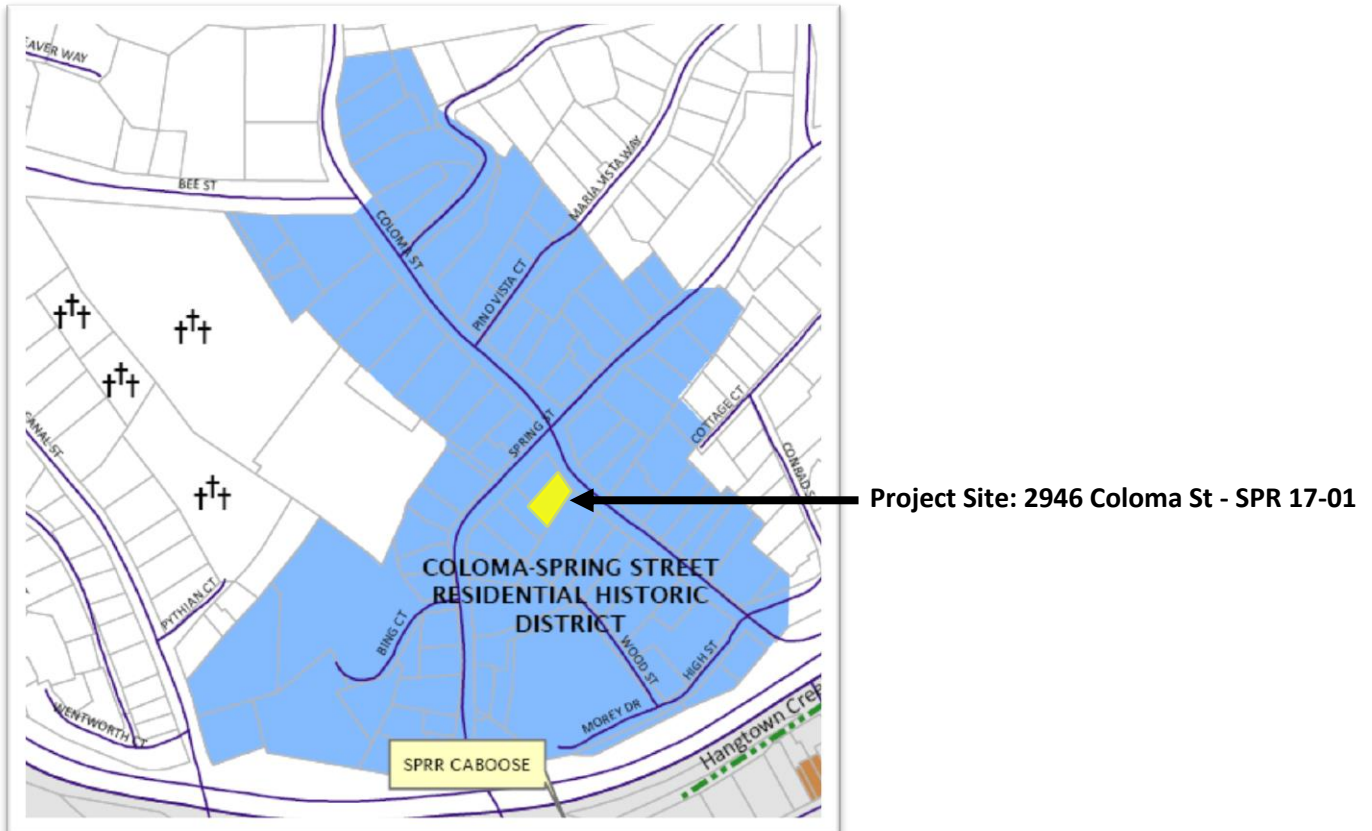 EAVER WAY
BEE ST
COLOMA ST
MARIA VISTA WAY
PINO VISTA CT
SPRING ST
COTTAGE CT
CONRAD S
CANAL ST
Project Site: 2946 Coloma St - SPR 17-01
COLOMA-SPRING STREET
RESIDENTIAL HISTORIC
DISTRICT
PYTHIAN CT
BING CT
WOOD ST
HIGH ST
MOREY DR
WENTWORTH CT
SPRR CABOOSE
Hangtown Cree